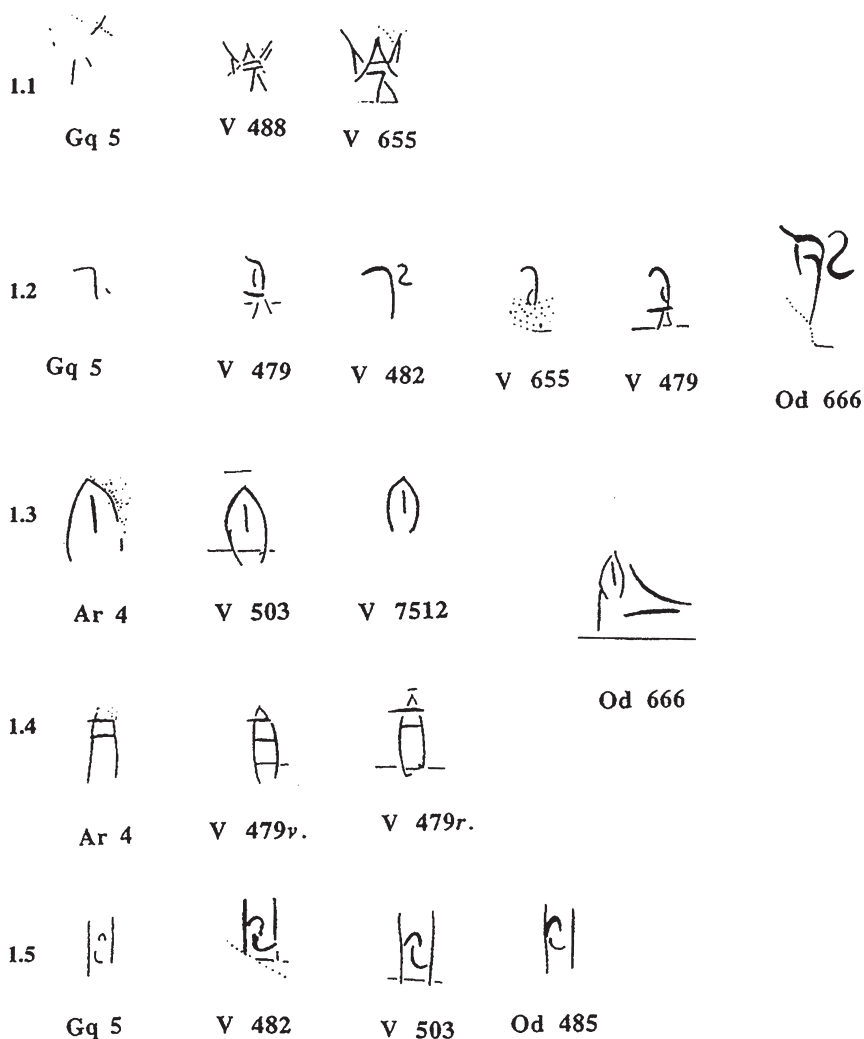 1.1
Gq 5 V 488 V 655
1.2
Gq 5 V 479 V 482 V 655 V 479 Od 666
1.3
Ar 4 V 503 V 7512 Od 666
1.4
Ar 4 V 479v. V 479r.
1.5
Gq 5 V 482 V 503 Od 485